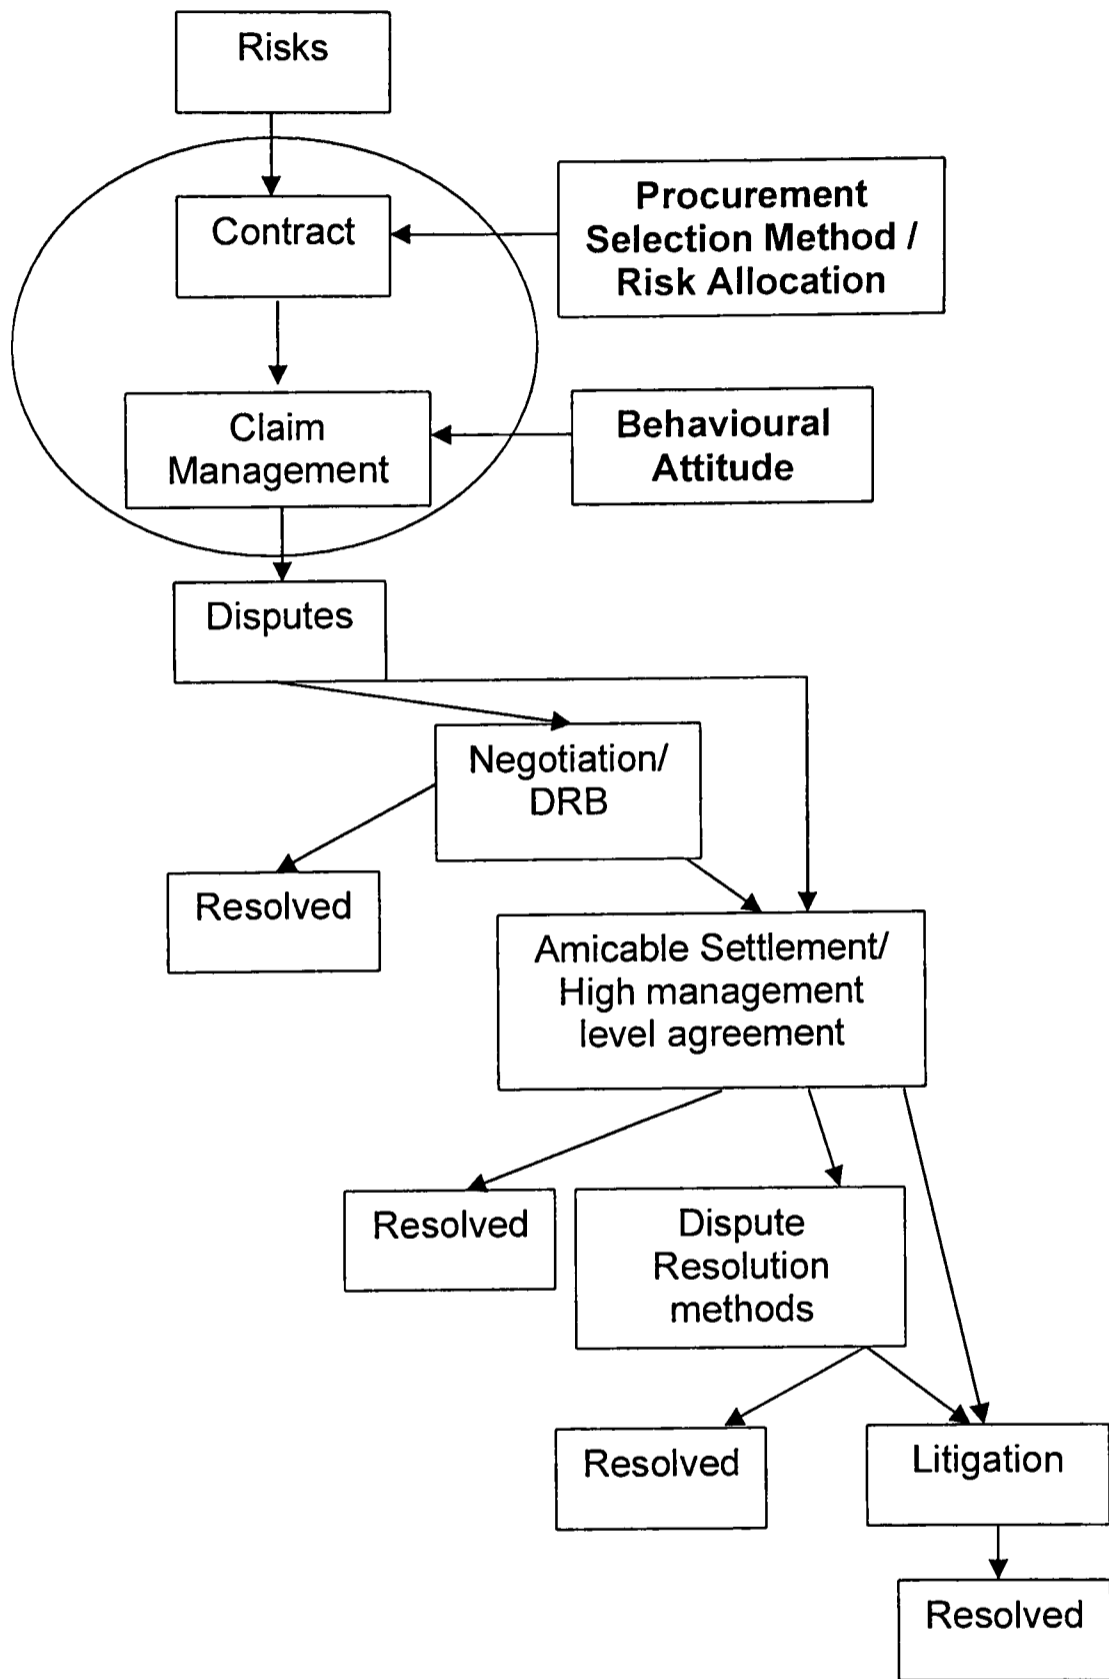 Risks
Contract
Procurement
Selection Method /
Risk Allocation
Claim
Management
Behavioural
Attitude
Disputes
Negotiation/
DRB
Resolved
Amicable Settlement/
High management
level agreement
Resolved
Dispute
Resolution
methods
Resolved
Litigation
Resolved